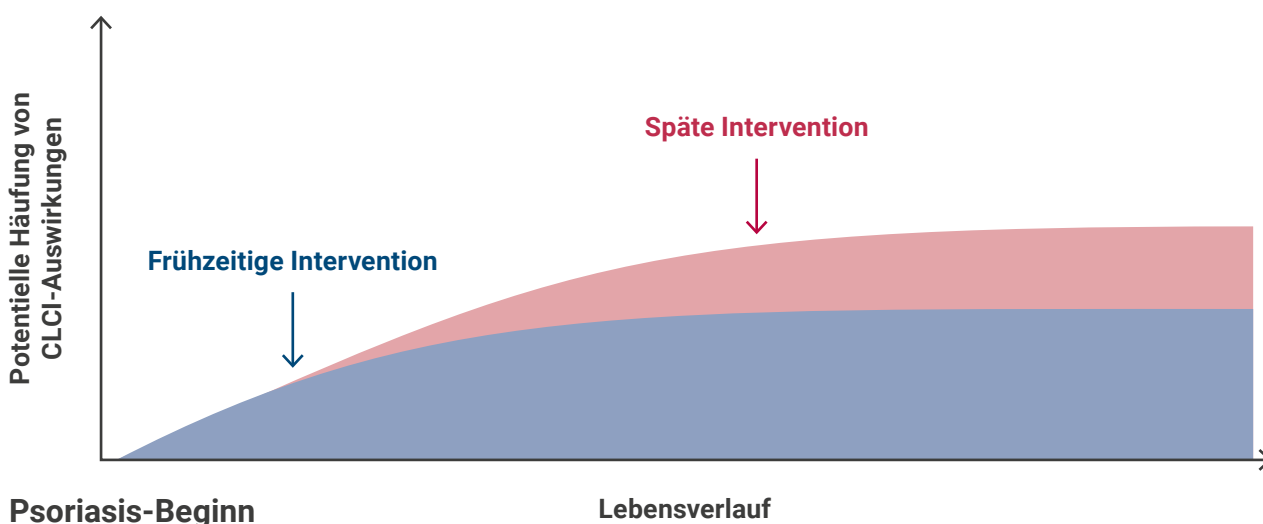 Potentielle Häufung von
CLCI-Auswirkungen
Späte Intervention
Frühzeitige Intervention
Psoriasis-Beginn
Lebensverlauf